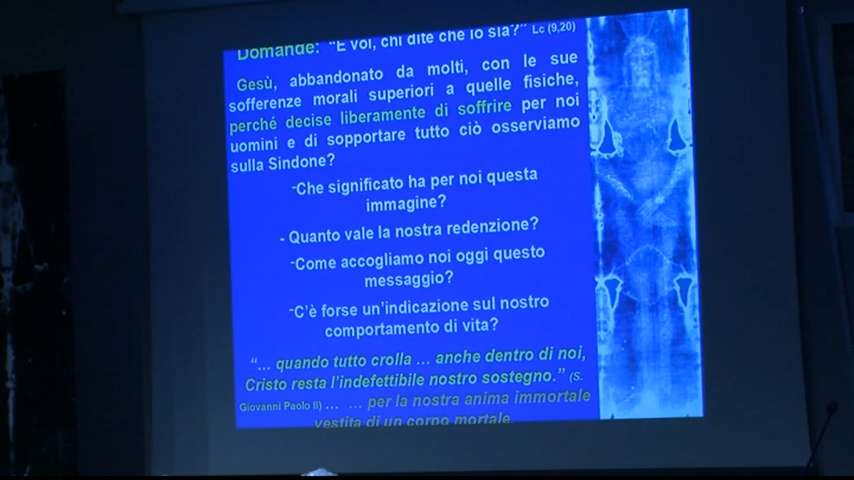 Domande: “E voi, chi dite che io sia?” Lc (9,20)
Gesù, abbandonato da molti, con le sue
sofferenze morali superiori a quelle fisiche,
perché decise liberamente di soffrire per noi
uomini e di sopportare tutto ciò osserviamo
sulla Sindone?
-Che significato ha per noi questa
immagine?
- Quanto vale la nostra redenzione?
-Come accogliamo noi oggi questo
messaggio?
-C’è forse un’indicazione sul nostro
comportamento di vita?
“... quando tutto crolla ... anche dentro di noi,
Cristo resta l’indefettibile nostro sostegno.” (S.
Giovanni Paolo II) ... ... per la nostra anima immortale
vestita di un corpo mortale.